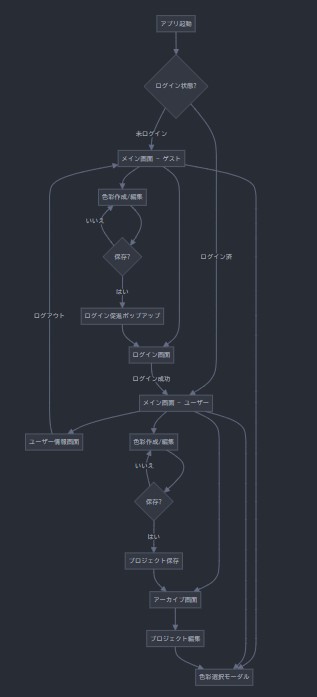 アプリ起動
ログイン状態?
未ログイン
メイン画面 - ゲスト
色彩作成/編集
いいえ
保存?
ログイン済
はい
ログアウト
ログイン促進ポップアップ
ログイン画面
ログイン成功
メイン画面 - ユーザー
ユーザー情報画面
色彩作成/編集
いいえ
保存?
はい
プロジェクト保存
アーカイブ画面
プロジェクト編集
色彩選択モーダル